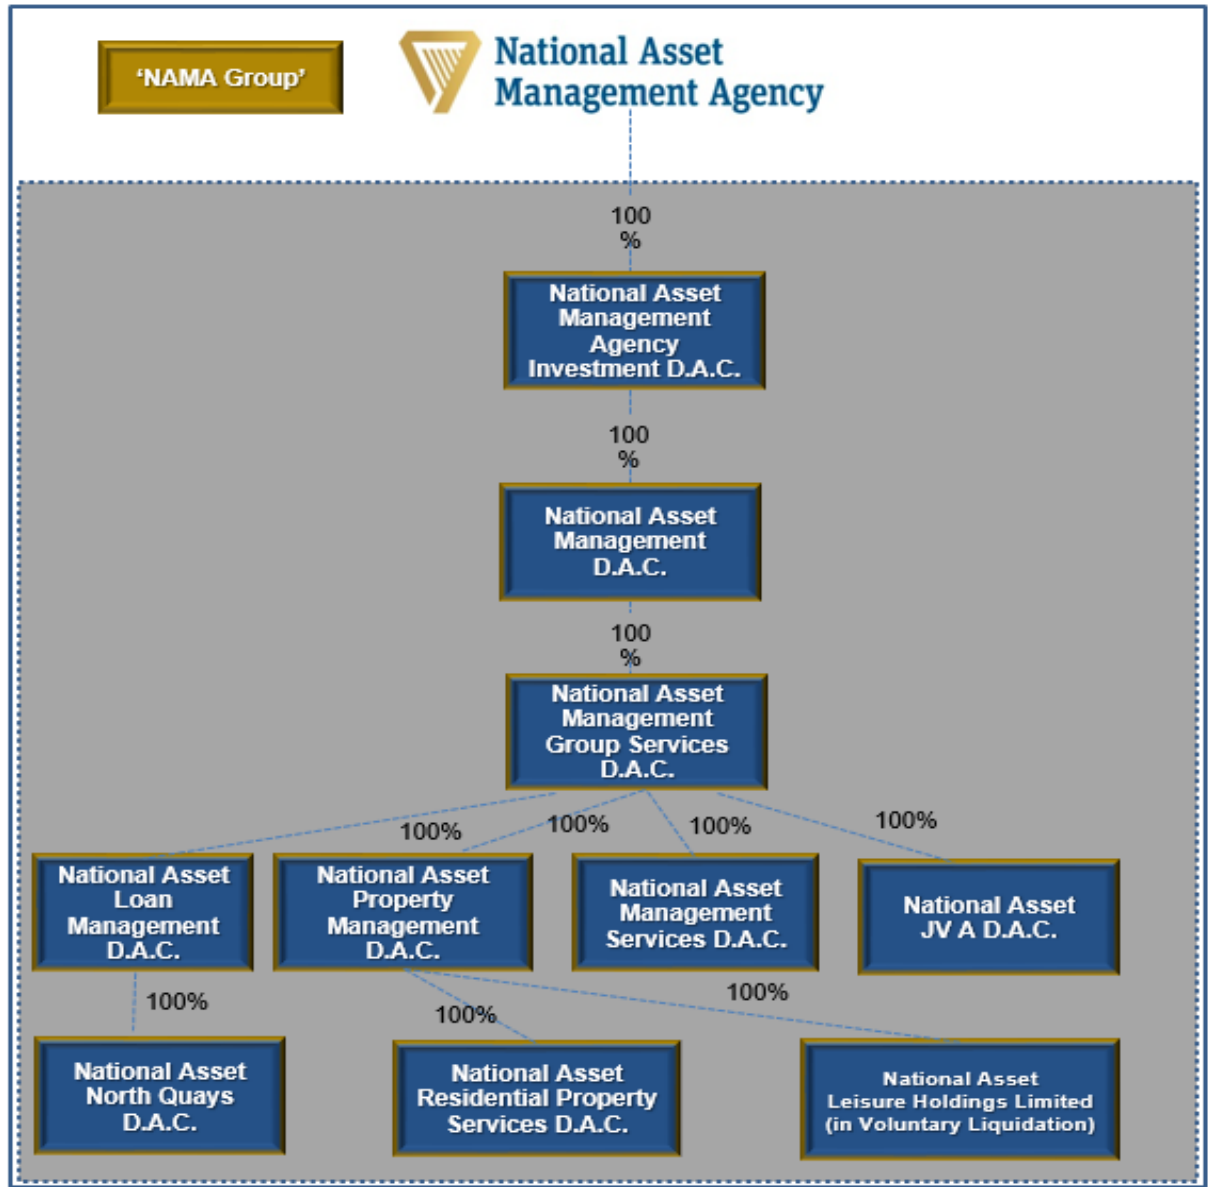 ‘NAMA Group’
National Asset
Management Agency
100
%
National Asset
Management
Agency
Investment D.A.C.
100
%
National Asset
Management
D.A.C.
100
%
National Asset
Management
Group Services
D.A.C.
100%
100%
100%
100%
National Asset
Loan
Management
D.A.C.
National Asset
Property
Management
D.A.C.
National Asset
Management
Services D.A.C.
National Asset
JV A D.A.C.
100%
100%
100%
National Asset
North Quays
D.A.C.
National Asset
Residential Property
Services D.A.C.
National Asset
Leisure Holdings Limited
(in Voluntary Liquidation)